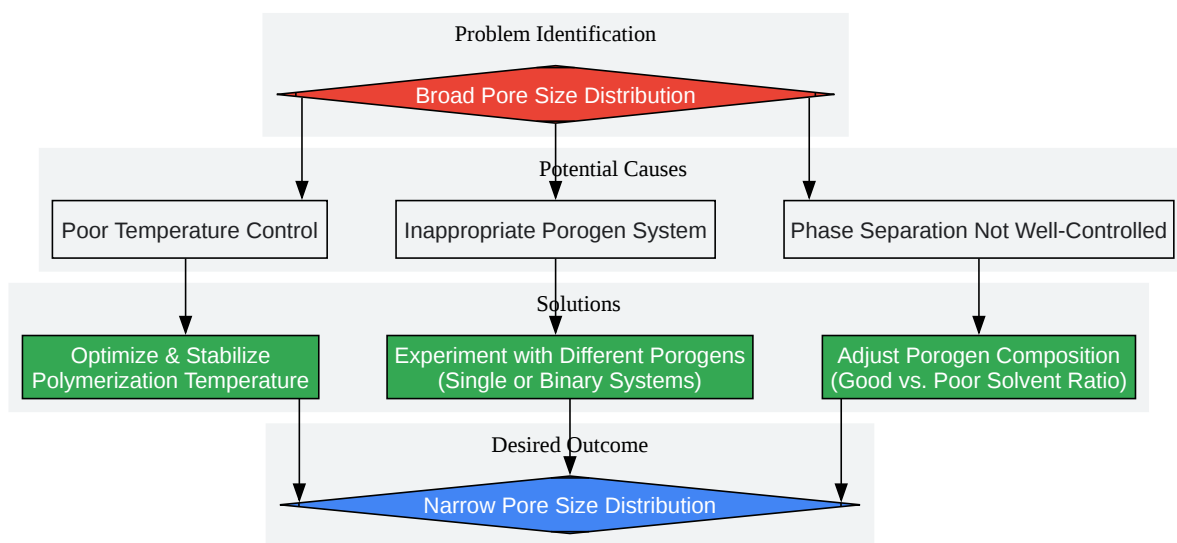 Problem Identification
Broad Pore Size Distribution
Potential Causes
Poor Temperature Control
Inappropriate Porogen System
Phase Separation Not Well-Controlled
Solutions
Optimize & Stabilize
Polymerization Temperature
Experiment with Different Porogens
(Single or Binary Systems)
Adjust Porogen Composition
(Good vs. Poor Solvent Ratio)
Desired Outcome
Narrow Pore Size Distribution